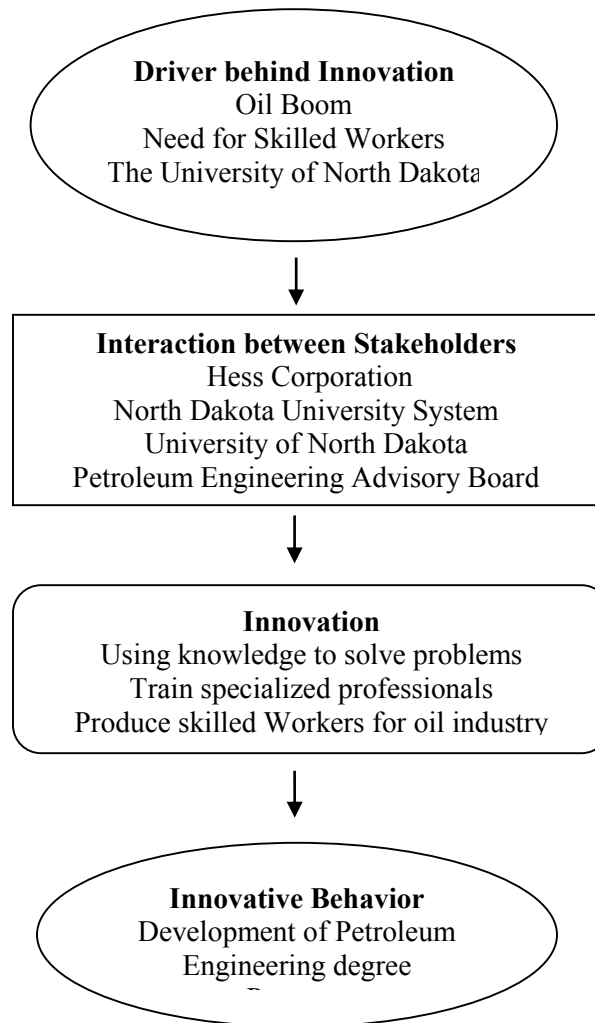 Driver behind Innovation
Oil Boom
Need for Skilled Workers
The University of North Dakota
Interaction between Stakeholders
Hess Corporation
North Dakota University System
University of North Dakota
Petroleum Engineering Advisory Board
Innovation
Using knowledge to solve problems
Train specialized professionals
Produce skilled Workers for oil industry
Innovative Behavior
Development of Petroleum
Engineering degree